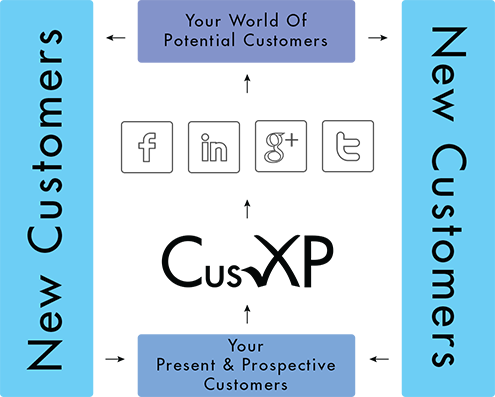 Your World Of
Potential Customers
New Customers
New Customers
f
in
g+
t
CusXP
Your
Present & Prospective
Customers